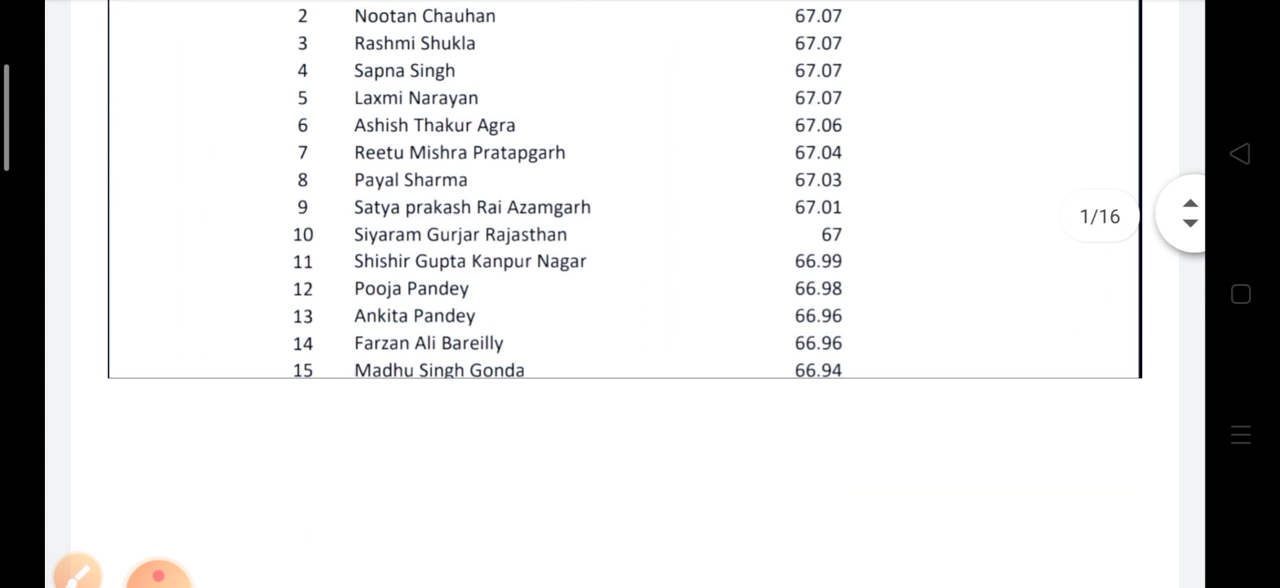 2 Nootan Chauhan 67.07
3 Rashmi Shukla 67.07
4 Sapna Singh 67.07
5 Laxmi Narayan 67.07
6 Ashish Thakur Agra 67.06
7 Reetu Mishra Pratapgarh 67.04
8 Payal Sharma 67.03
9 Satya prakash Rai Azamgarh 67.01
10 Siyaram Gurjar Rajasthan 67
11 Shishir Gupta Kanpur Nagar 66.99
12 Pooja Pandey 66.98
13 Ankita Pandey 66.96
14 Farzan Ali Bareilly 66.96
15 Madhu Singh Gonda 66.94
1/16